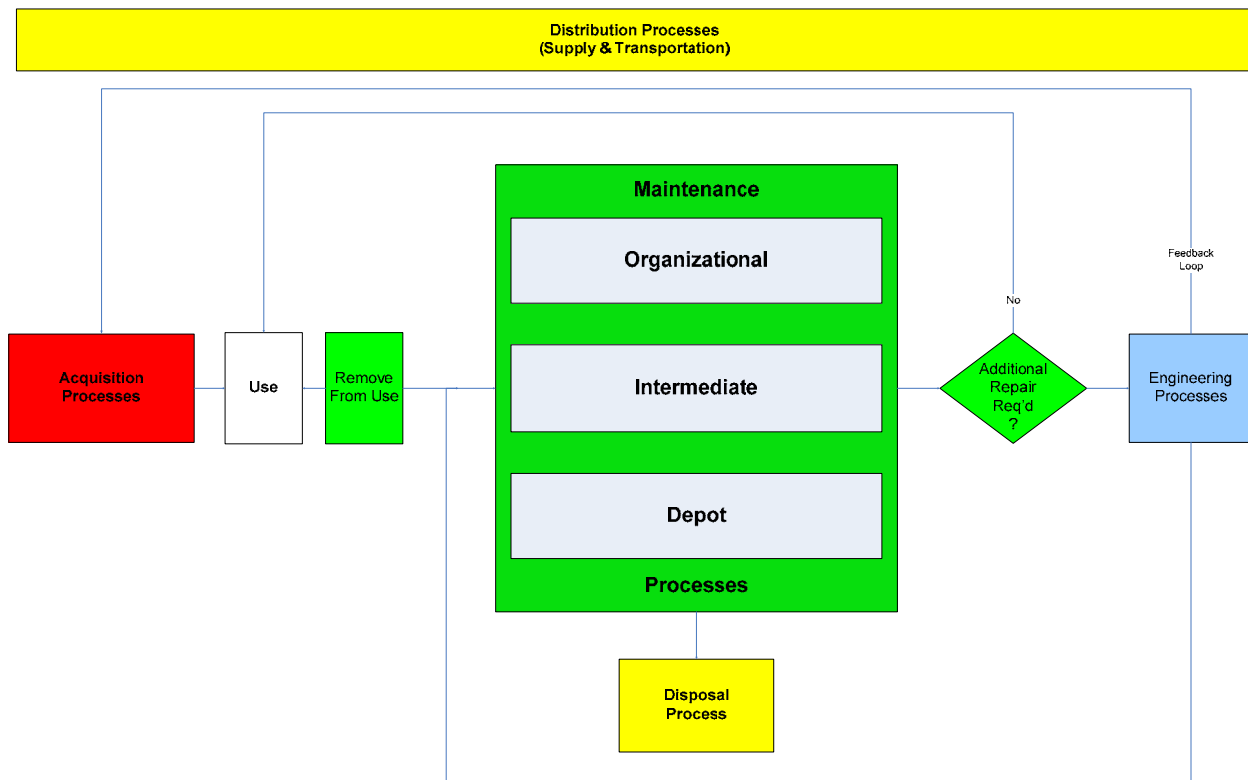 Distribution Processes
(Supply & Transportation)
Maintenance
Organizational
Feedback
Loop
No
Acquisition
Processes
Use
Remove
From Use
Intermediate
Additional
Repair
Req'd
?
Engineering
Processes
Depot
Processes
Disposal
Process